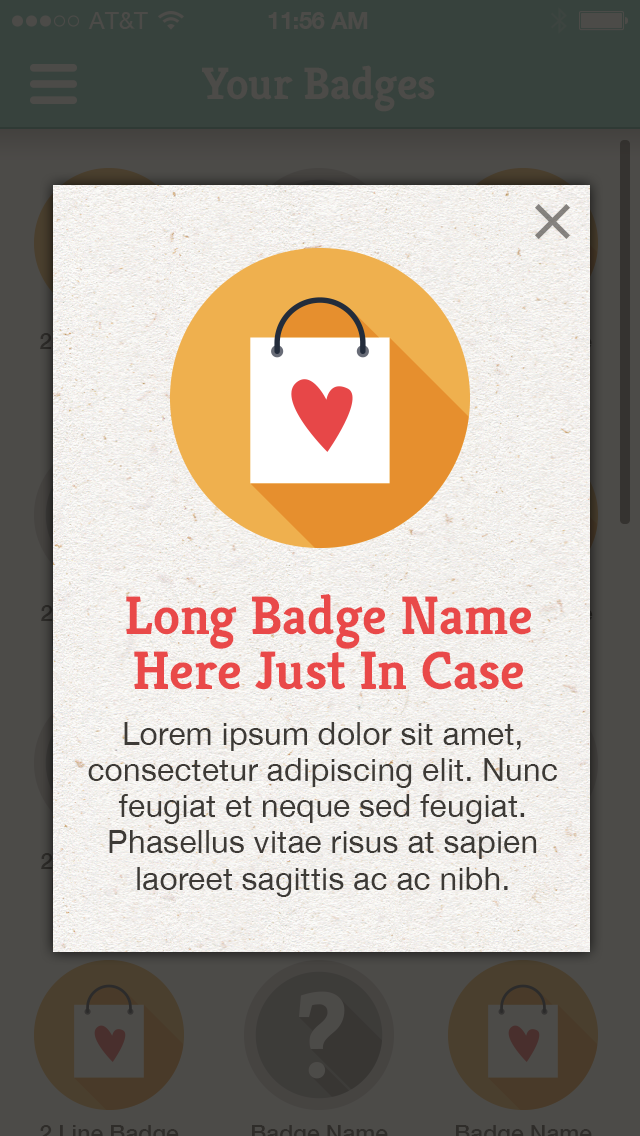 AT&T 11:56 AM
Your Badges
2
2
2
Long Badge Name
Here Just In Case
Lorem ipsum dolor sit amet,
consectetur adipiscing elit. Nunc
feugiat et neque sed feugiat.
Phasellus vitae risus at sapien
laoreet sagittis ac ac nibh.
?
2 Line Badge Badge Name Badge Name